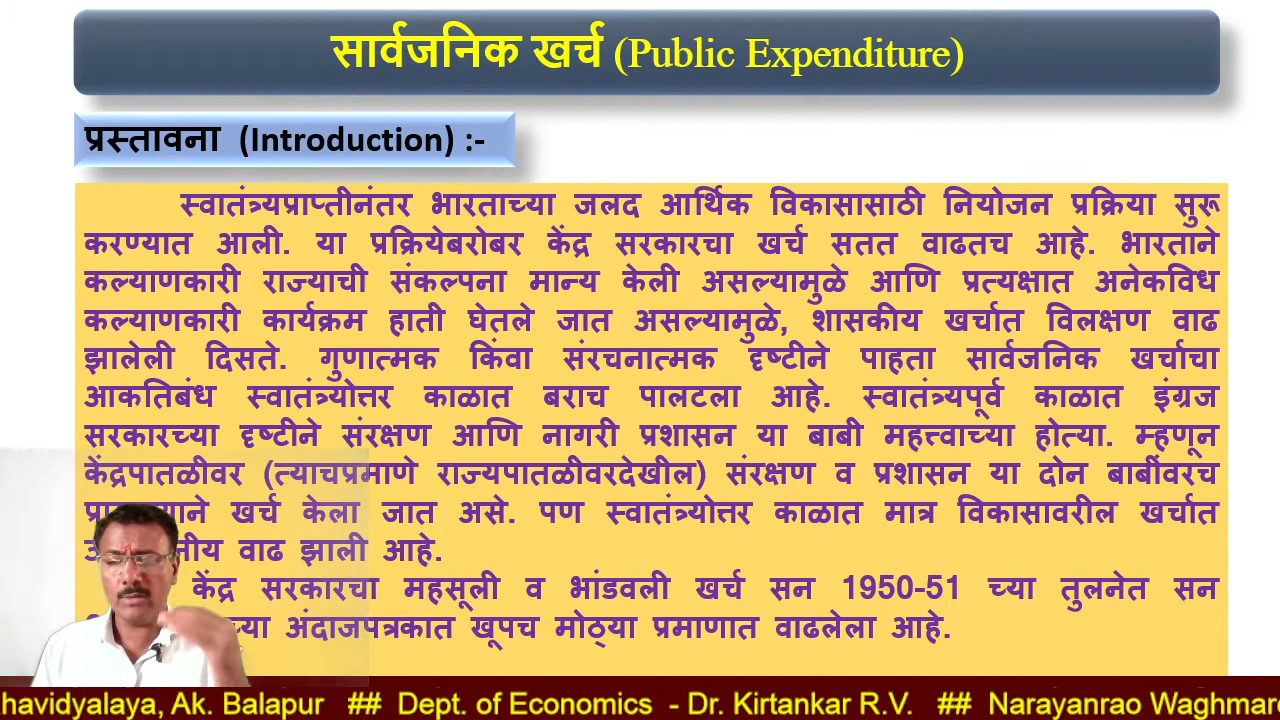 सार्वजनिक खर्च (Public Expenditure)
प्रस्तावना (Introduction) :-
स्वातंत्र्यप्राप्तीनंतर भारताच्या जलद आर्थिक विकासासाठी नियोजन प्रक्रिया सुरू
करण्यात आली. या प्रक्रियेबरोबर केंद्र सरकारचा खर्च सतत वाढतच आहे. भारताने
कल्याणकारी राज्याची संकल्पना मान्य केली असल्यामुळे आणि प्रत्यक्षात अनेकविध
कल्याणकारी कार्यक्रम हाती घेतले जात असल्यामुळे, शासकीय खर्चात विलक्षण वाढ
झालेली दिसते. गुणात्मक किंवा संरचनात्मक दृष्टीने पाहता सार्वजनिक खर्चाचा
आकतिबंध स्वातंत्र्योत्तर काळात बराच पालटला आहे. स्वातंत्र्यपूर्व काळात इंग्रज
सरकारच्या दृष्टीने संरक्षण आणि नागरी प्रशासन या बाबी महत्त्वाच्या होत्या. म्हणून
केंद्रपातळीवर (त्याचप्रमाणे राज्यपातळीवरदेखील) संरक्षण व प्रशासन या दोन बाबींवरच
खर्च केला जात असे. पण स्वातंत्र्योत्तर काळात मात्र विकासावरील खर्चात
वाढ झाली आहे.
केंद्र सरकारचा महसूली व भांडवली खर्च सन 1950-51 च्या तुलनेत सन
च्या अंदाजपत्रकात खूपच मोठ्या प्रमाणात वाढलेला आहे.
havidyalaya, Ak. Balapur ## Dept. of Economics - Dr. Kirtankar R.V. ## Narayanrao Waghmar